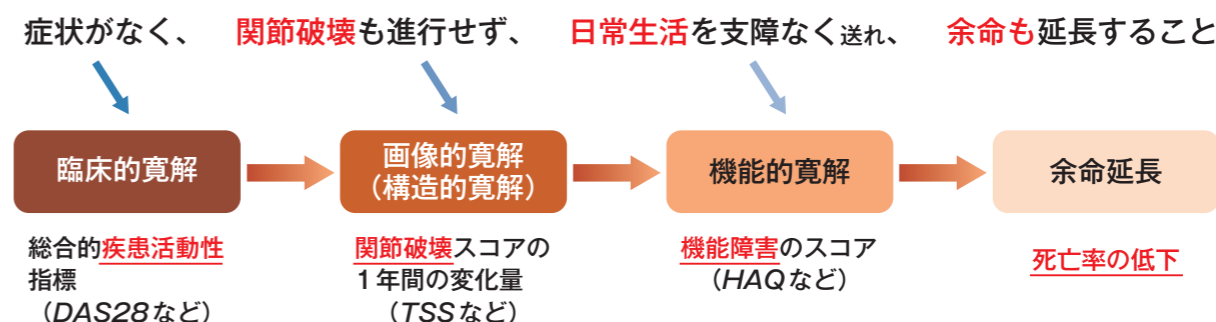 症状がなく、 関節破壊も進行せず、 日常生活を支障なく送れ、 余命も延長すること
臨床的寛解
画像的寛解
（構造的寛解）
機能的寛解
余命延長
総合的疾患活動性
指標
（DAS28など）
関節破壊スコアの
1年間の変化量
（TSSなど）
機能障害のスコア
（HAQなど）
死亡率の低下